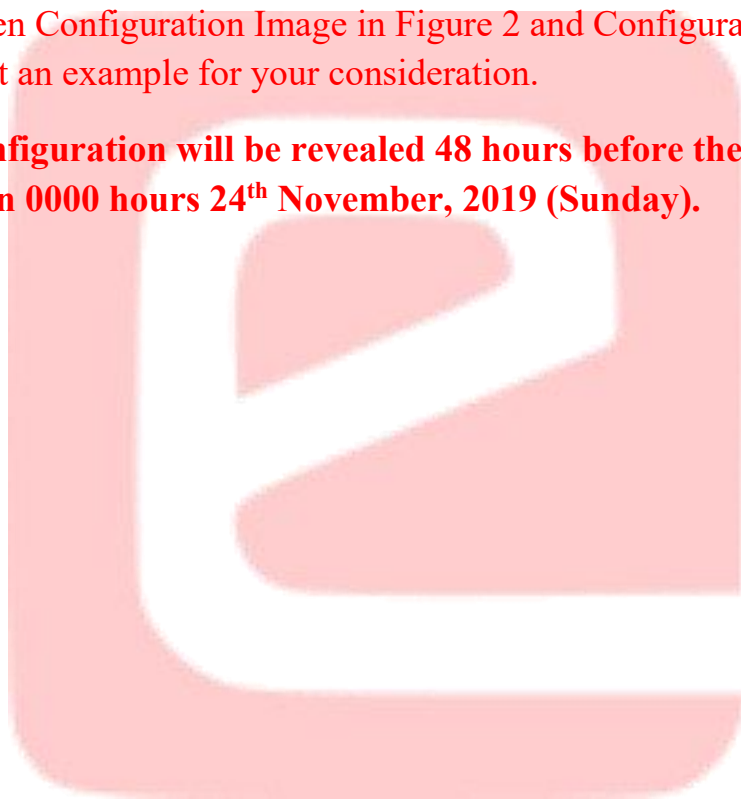 en Configuration Image in Figure 2 and Configura
t an example for your consideration.
nfiguration will be revealed 48 hours before the
n 0000 hours 24th November, 2019 (Sunday).